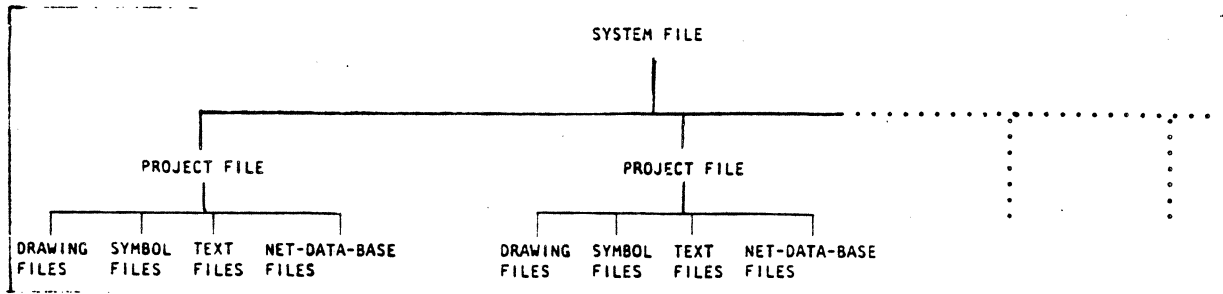 SYSTEM FILE
PROJECT FILE
PROJECT FILE
DRAWING FILES
SYMBOL FILES
TEXT FILES
NET-DATA-BASE FILES
DRAWING FILES
SYMBOL FILES
TEXT FILES
NET-DATA-BASE FILES